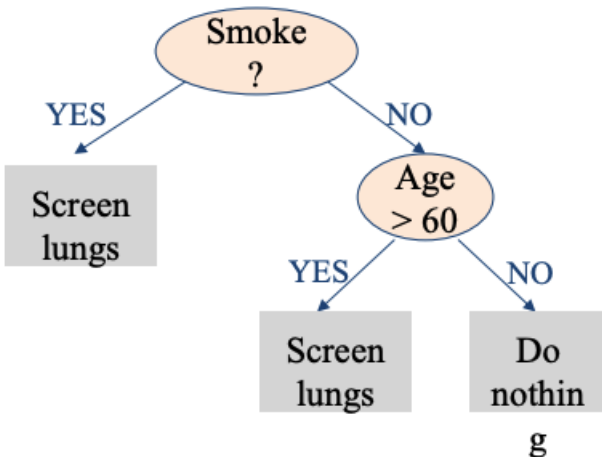 Smoke
?
YES
NO
Screen
lungs
Age
> 60
YES
NO
Screen
lungs
Do
nothin
g